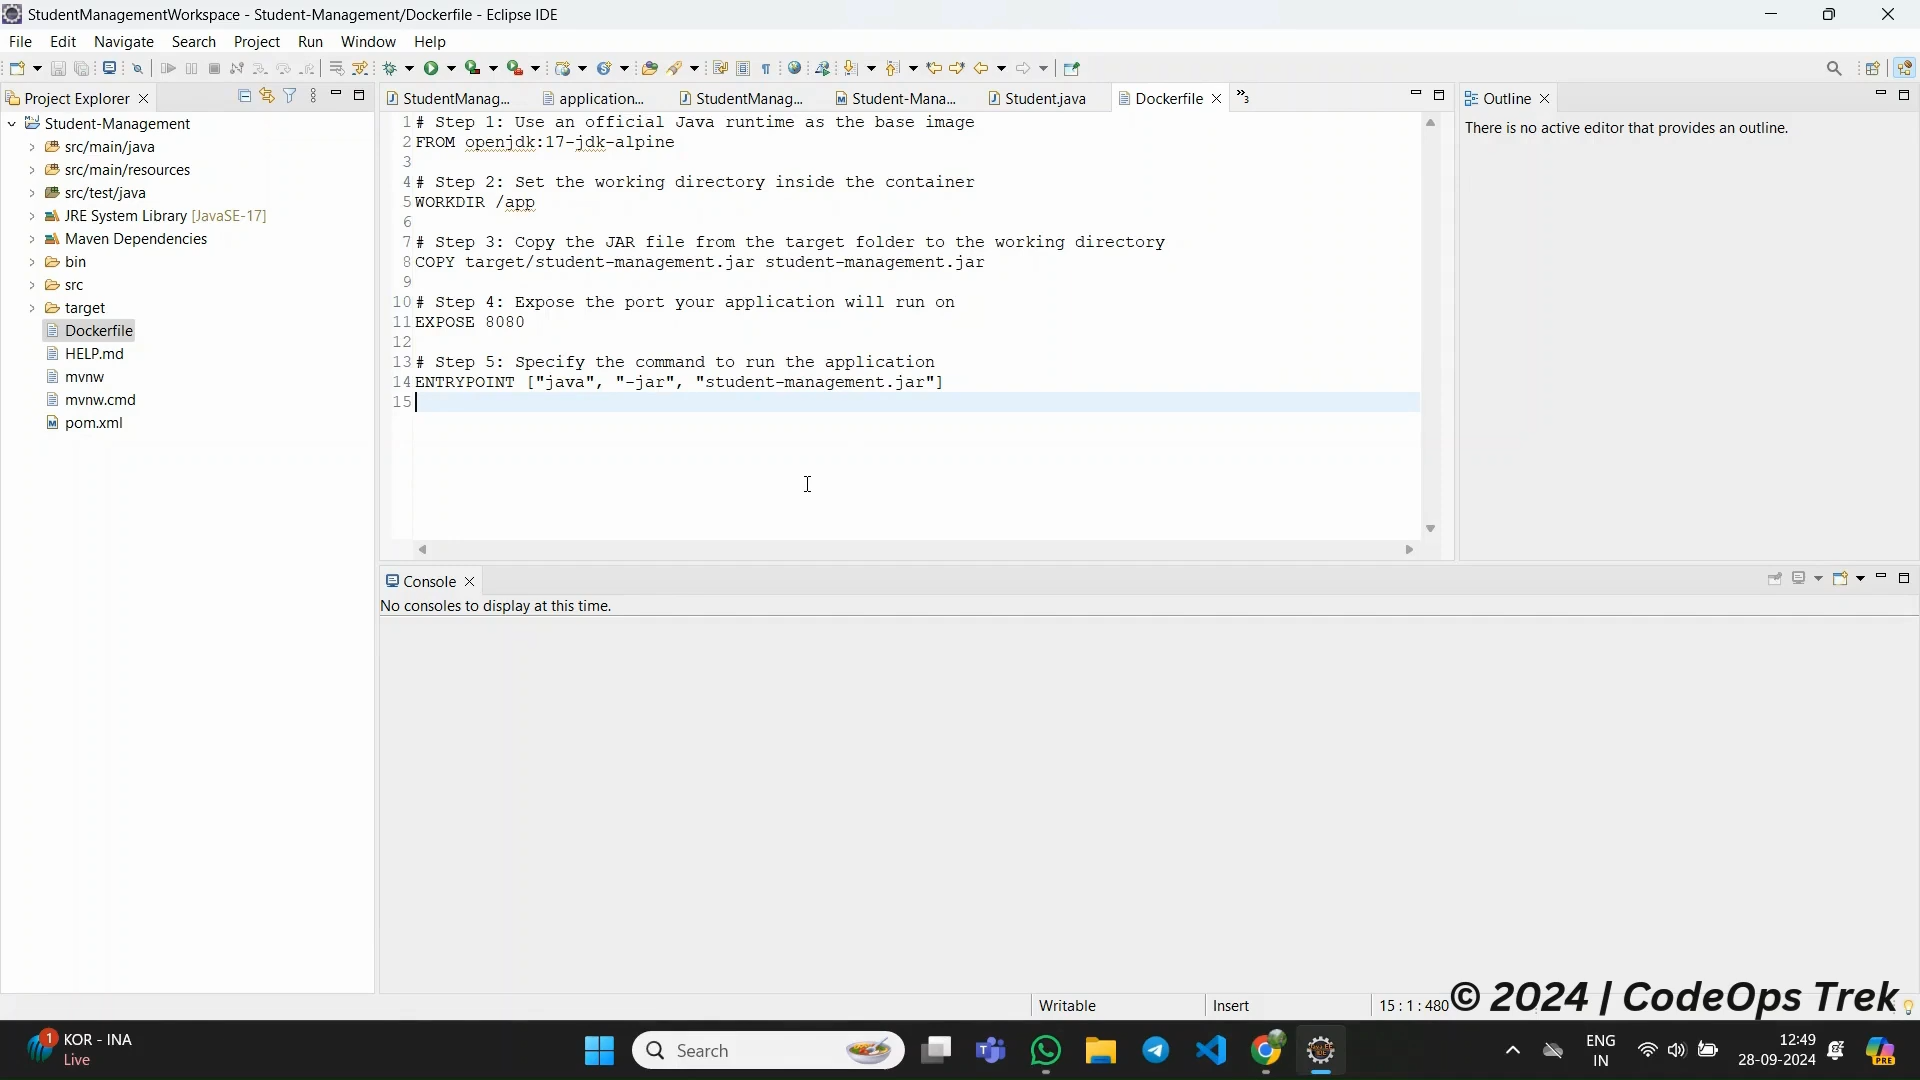 StudentManagementWorkspace - Student-Management/Dockerfile - Eclipse IDE
File Edit Navigate Search Project Run Window Help
Project Explorer
Student-Management
src/main/java
src/main/resources
src/test/java
JRE System Library [JavaSE-17]
Maven Dependencies
bin
src
target
Dockerfile
HELP.md
mvnw
mvnw.cmd
pom.xml
StudentManag... application... StudentManag... Student-Mana... Student.java Dockerfile »3
1 # Step 1: Use an official Java runtime as the base image
2 FROM openjdk:17-jdk-alpine
3
4 # Step 2: Set the working directory inside the container
5 WORKDIR /app
6
7 # Step 3: Copy the JAR file from the target folder to the working directory
8 COPY target/student-management.jar student-management.jar
9
10 # Step 4: Expose the port your application will run on
11 EXPOSE 8080
12
13 # Step 5: Specify the command to run the application
14 ENTRYPOINT ["java", "-jar", "student-management.jar"]
15
Outline
There is no active editor that provides an outline.
Console
No consoles to display at this time.
Writable Insert 15 : 1 : 480
© 2024 | CodeOps Trek
1 KOR - INA
Live
Search
ENG
IN
12:49
28-09-2024
PRE